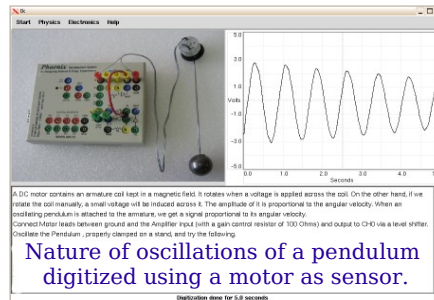 tk
Start Physics Electronics Help
Phoenix
5.0
2.0
Volts
-1.0
-3.0
-5.0
0.0 1.0 2.0 3.0 4.0 5
Seconds
A DC motor contains an armature coil kept in a magnetic field. It rotates when a voltage is applied across the coil. On the other hand, if we
rotate the coil manually, a small voltage will be induced across it. The amplitude of it is proportional to the angular velocity. When an
oscillating pendulum is attached to the armature, we get a signal proportional to its angular velocity.
Connect Motor leads between ground and the Amplifier input (with a gain control resistor of 100 Ohms) and output to CH0 via a level shifter.
Oscillate the Pendulum , properly clamped on a stand, and try the following.
Nature of oscillations of a pendulum
digitized using a motor as sensor.
Digitization done for 5.0 seconds